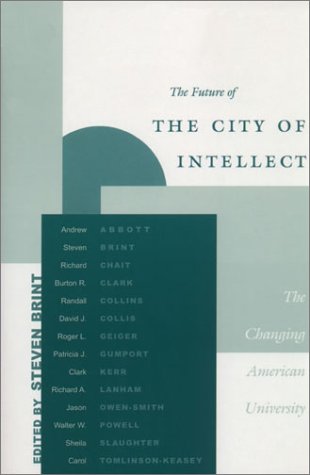 The Future of
THE CITY OF
INTELLECT
Andrew ABBOTT
Steven BRINT
Richard CHAIT
Burton R. CLARK
Randall COLLINS
David J. COLLIS
Roger L. GEIGER
Patricia J. GUMPORT
Clark KERR
Richard A. LANHAM
Jason OWEN-SMITH
Walter W. POWELL
Sheila SLAUGHTER
Carol TOMLINSON-KEASEY
EDITED BY STEVEN BRINT
The
Changing
American
University